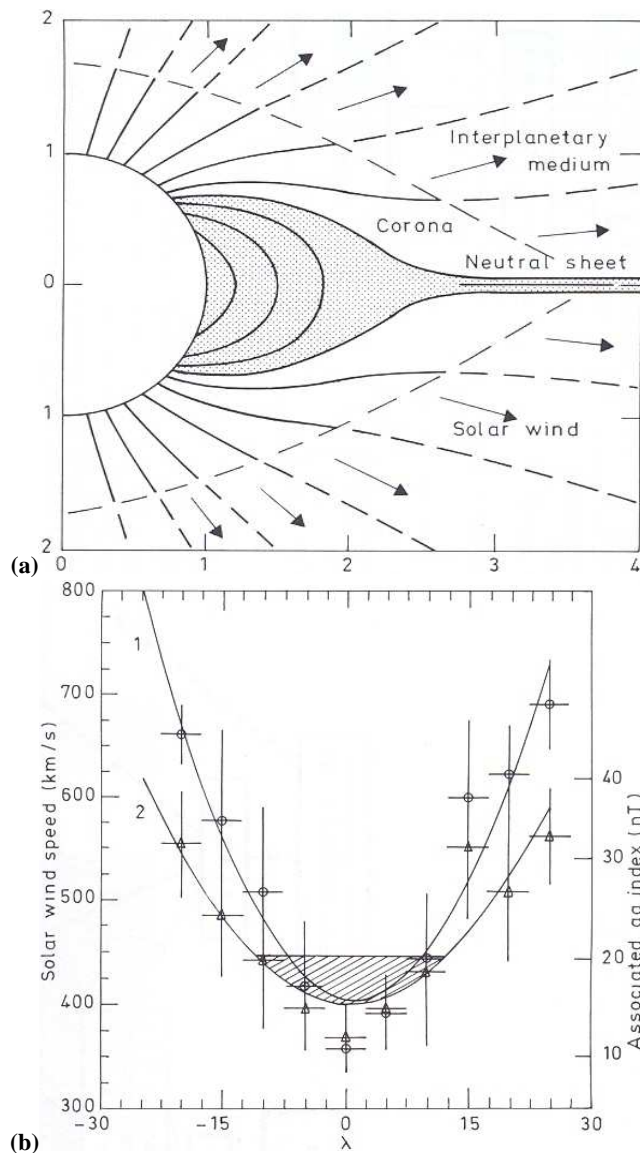 2
1
0
1
2
Interplanetary
medium
Corona
Neutral sheet
Solar wind
(a)
0 1 2 3 4
800
700
600
500
400
300
1
2
40
30
20
10
Solar wind speed (km/s)
Associated aa index (nT)
-30 -15 0 15 30
λ
(b)